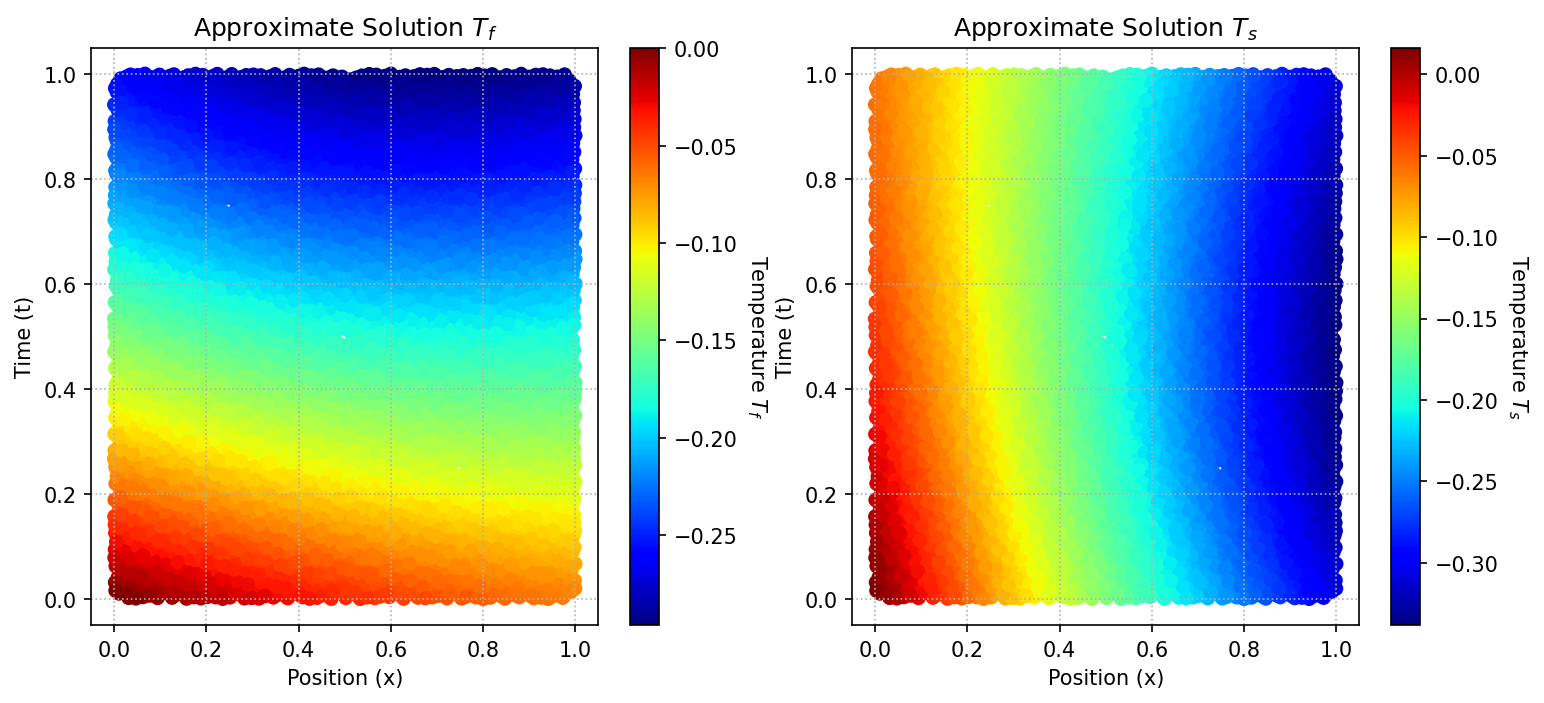 Approximate Solution T_f
Time (t)
1.0
0.8
0.6
0.4
0.2
0.0
0.0 0.2 0.4 0.6 0.8 1.0
Position (x)
0.00
−0.05
−0.10
−0.15
−0.20
−0.25
Temperature T_f
Approximate Solution T_s
Time (t)
1.0
0.8
0.6
0.4
0.2
0.0
0.0 0.2 0.4 0.6 0.8 1.0
Position (x)
0.00
−0.05
−0.10
−0.15
−0.20
−0.25
−0.30
Temperature T_s